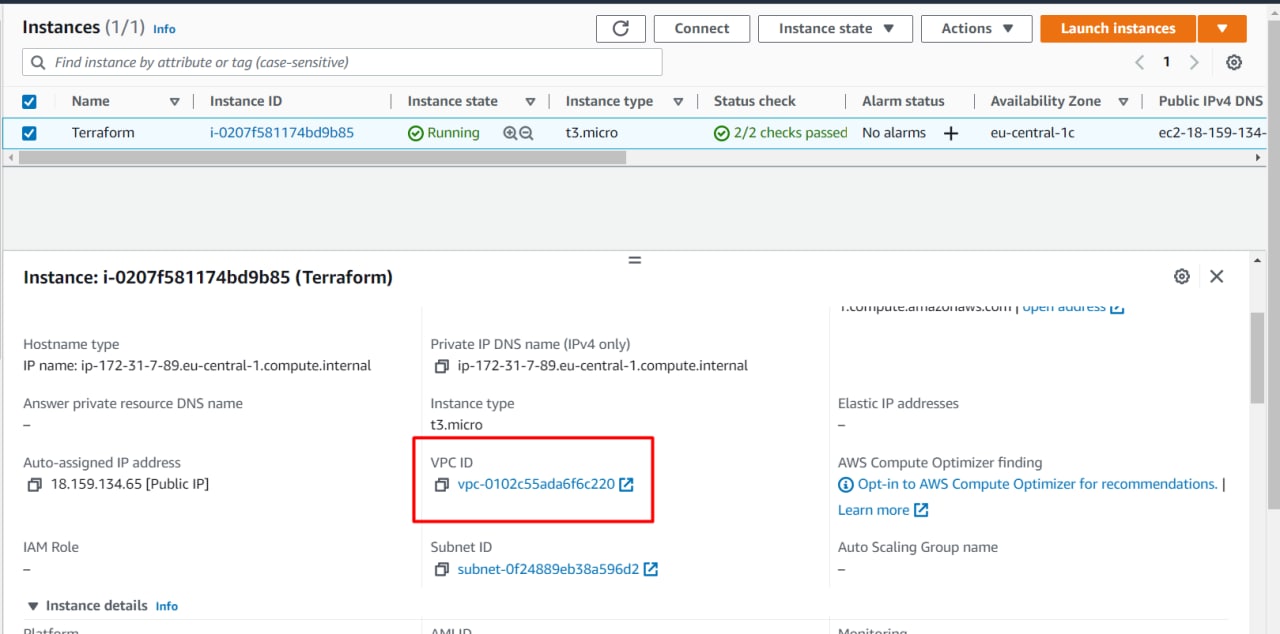 Instances (1/1) Info
Connect
Instance state
Actions
Launch instances
Find instance by attribute or tag (case-sensitive)
1
Name Instance ID Instance state Instance type Status check Alarm status Availability Zone Public IPv4 DNS
Terraform i-0207f581174bd9b85 Running t3.micro 2/2 checks passed No alarms + eu-central-1c ec2-18-159-134-
Instance: i-0207f581174bd9b85 (Terraform)
1.compute.amazonaws.com | open address
Hostname type
IP name: ip-172-31-7-89.eu-central-1.compute.internal
Private IP DNS name (IPv4 only)
ip-172-31-7-89.eu-central-1.compute.internal
Answer private resource DNS name
–
Instance type
t3.micro
Elastic IP addresses
–
Auto-assigned IP address
18.159.134.65 [Public IP]
VPC ID
vpc-0102c55ada6f6c220
AWS Compute Optimizer finding
Opt-in to AWS Compute Optimizer for recommendations. |
Learn more
IAM Role
–
Subnet ID
subnet-0f24889eb38a596d2
Auto Scaling Group name
–
Instance details Info
Platform
AMI ID
Monitoring